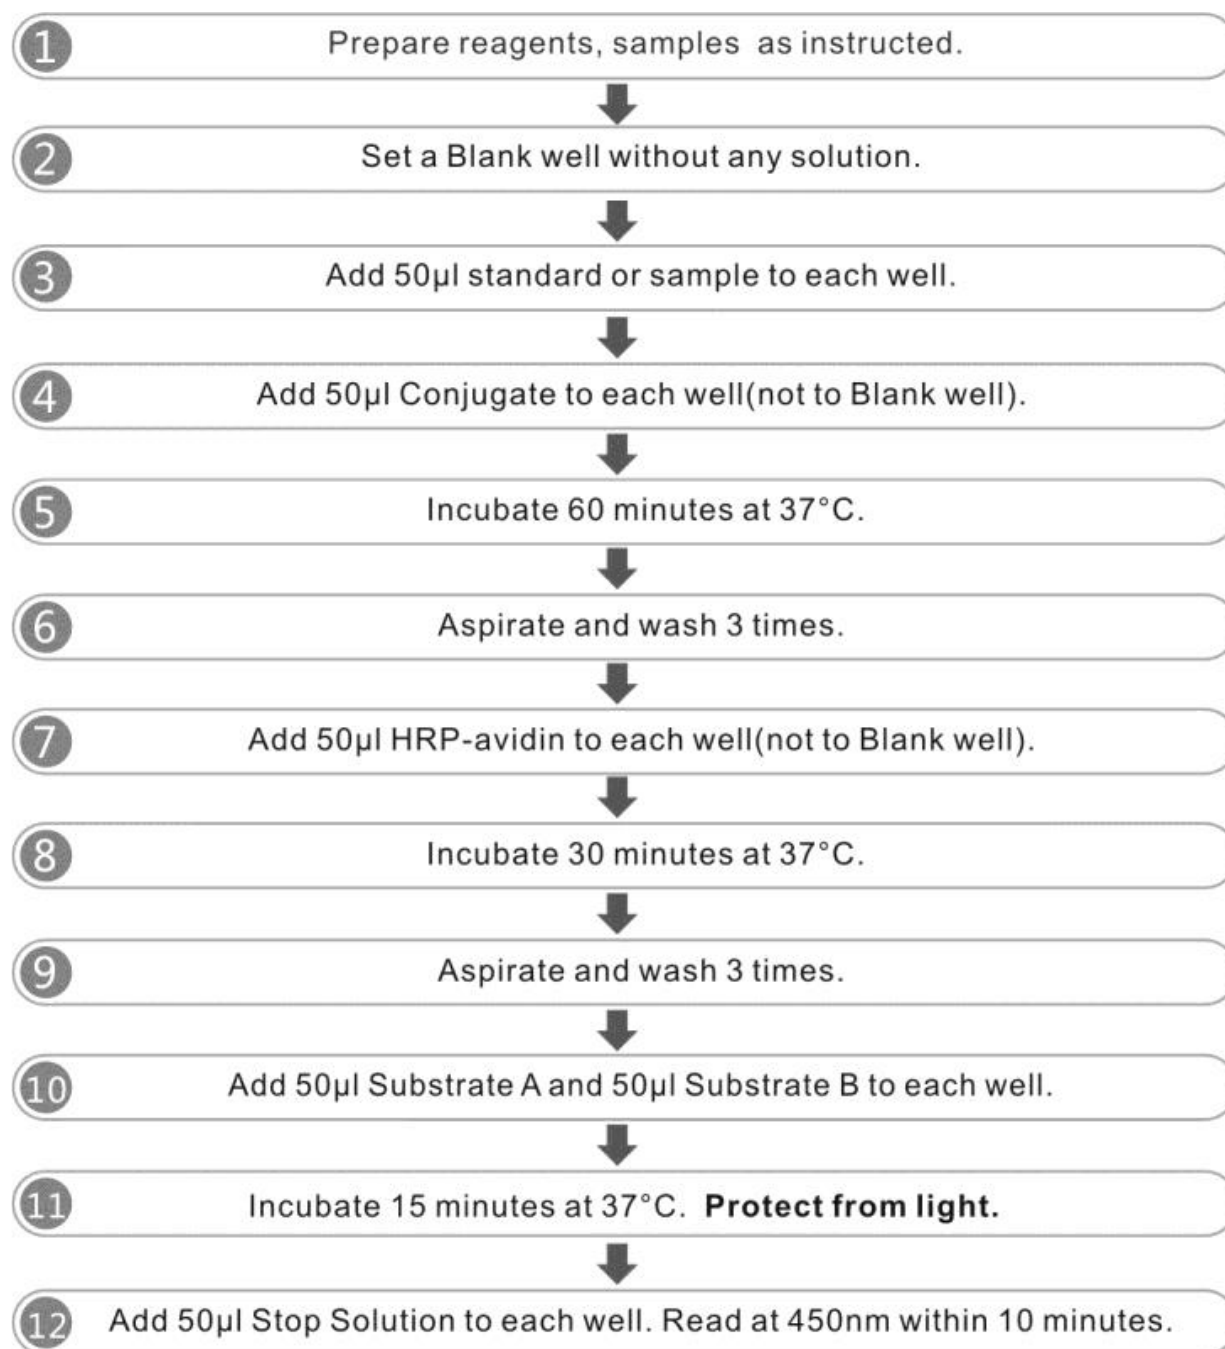 1 Prepare reagents, samples as instructed.
2 Set a Blank well without any solution.
3 Add 50µl standard or sample to each well.
4 Add 50µl Conjugate to each well(not to Blank well).
5 Incubate 60 minutes at 37°C.
6 Aspirate and wash 3 times.
7 Add 50µl HRP-avidin to each well(not to Blank well).
8 Incubate 30 minutes at 37°C.
9 Aspirate and wash 3 times.
10 Add 50µl Substrate A and 50µl Substrate B to each well.
11 Incubate 15 minutes at 37°C. Protect from light.
12 Add 50µl Stop Solution to each well. Read at 450nm within 10 minutes.